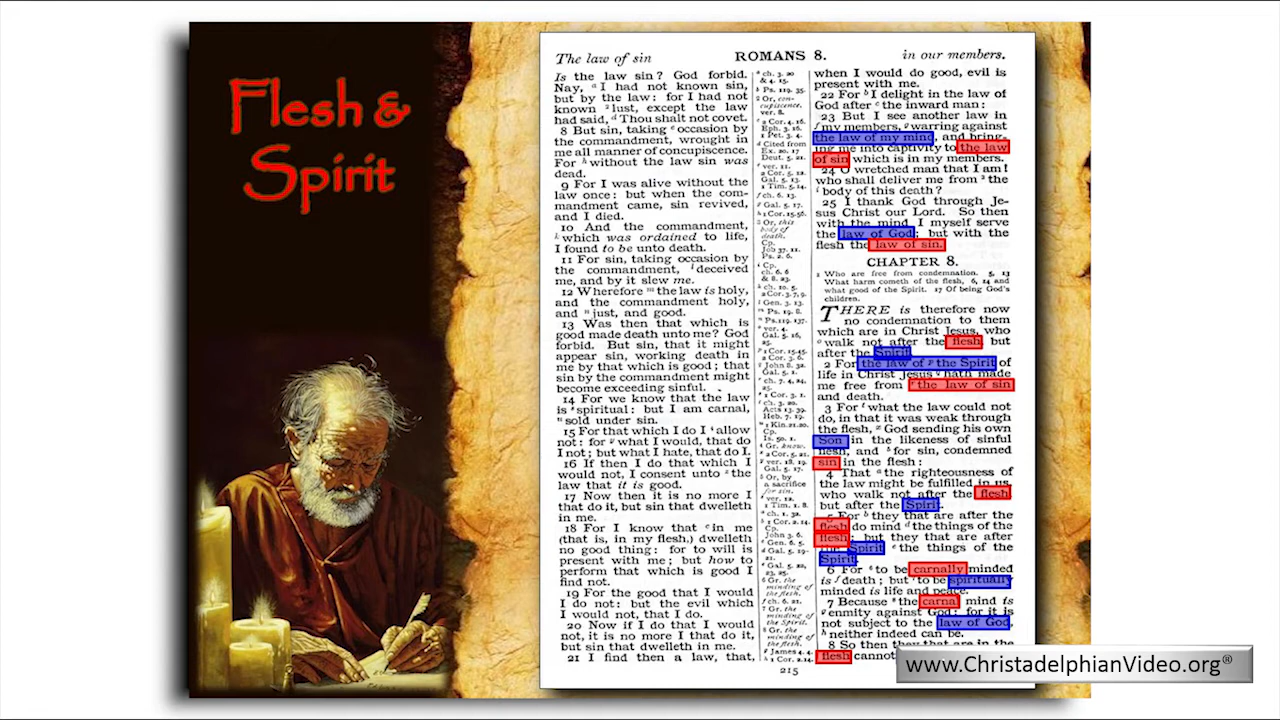 Flesh &
Spirit
The law of sin
ROMANS 8.
in our members.
Is the law sin? God forbid.
Nay, I had not known sin,
but by the law: for I had not
known lust, except the law
had said, Thou shalt not covet.
8 But sin, taking occasion by
the commandment, wrought in
me all manner of concupiscence.
For without the law sin was
dead.
9 For I was alive without the
law once: but when the com-
mandment came, sin revived,
and I died.
10 And the commandment,
which was ordained to life,
I found to be unto death.
11 For sin, taking occasion by
the commandment, deceived
me, and by it slew me.
12 Wherefore the law is holy,
and the commandment holy,
and just, and good.
13 Was then that which is
good made death unto me? God
forbid. But sin, that it might
appear sin, working death in
me by that which is good; that
sin by the commandment might
become exceeding sinful.
14 For we know that the law
is spiritual: but I am carnal,
sold under sin.
15 For that which I do I allow
not: for what I would, that do
I not; but what I hate, that do I.
16 If then I do that which I
would not, I consent unto the
law that it is good.
17 Now then it is no more I
that do it, but sin that dwelleth
in me.
18 For I know that in me
(that is, in my flesh,) dwelleth
no good thing: for to will is
present with me; but how to
perform that which is good I
find not.
19 For the good that I would
I do not: but the evil which
I would not, that I do.
20 Now if I do that I would
not, it is no more I that do it,
but sin that dwelleth in me.
21 I find then a law, that,
when I would do good, evil is
present with me.
22 For I delight in the law of
God after the inward man:
23 But I see another law in
my members, warring against
the law of my mind, and bring-
ing me into captivity to the law
of sin which is in my members.
24 O wretched man that I am!
who shall deliver me from the
body of this death?
25 I thank God through Je-
sus Christ our Lord. So then
with the mind I myself serve
the law of God; but with the
flesh the law of sin.
CHAPTER 8.
1 Who are free from condemnation. 5, 13
What harm cometh of the flesh, 6, 14 and
what good of the Spirit. 17 Of being God's
children.
THERE is therefore now
no condemnation to them
which are in Christ Jesus, who
walk not after the flesh but
after the Spirit
2 For the law of the Spirit of
life in Christ Jesus hath made
me free from the law of sin
and death.
3 For what the law could not
do, in that it was weak through
the flesh, God sending his own
Son in the likeness of sinful
flesh, and for sin, condemned
sin in the flesh:
4 That the righteousness of
the law might be fulfilled in us,
who walk not after the flesh
but after the Spirit.
5 For they that are after the
flesh do mind the things of the
flesh; but they that are after
the Spirit the things of the
Spirit
6 For to be carnally minded
is death; but to be spiritually
minded is life and peace.
7 Because the carnal mind is
enmity against God: for it is
not subject to the law of God,
neither indeed can be.
8 So then they that are in the
flesh cannot
215
www.ChristadelphianVideo.org®